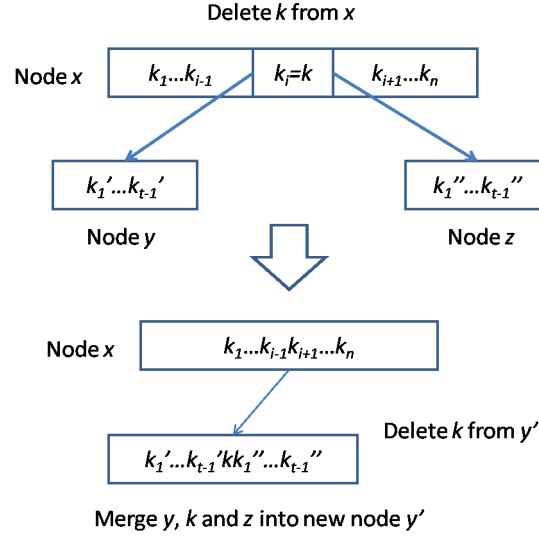 Delete k from x
Node x k₁...kᵢ₋₁ kᵢ=k kᵢ₊₁...kₙ
k₁'...kₜ₋₁' k₁''...kₜ₋₁''
Node y Node z
Node x k₁...kᵢ₋₁kᵢ₊₁...kₙ
Delete k from y'
k₁'...kₜ₋₁'kk₁''...kₜ₋₁''
Merge y, k and z into new node y'